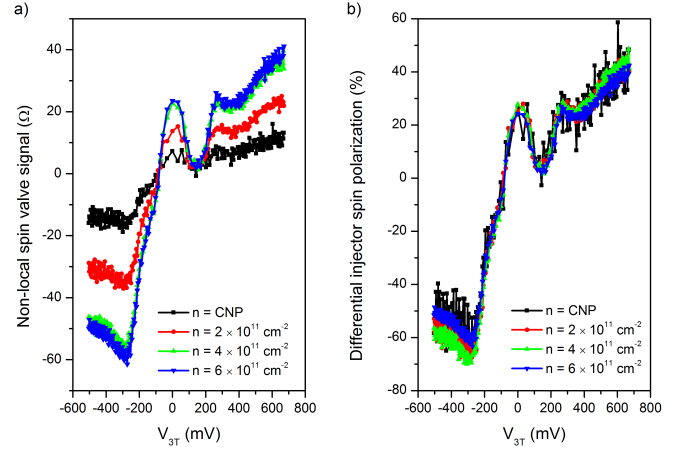 a)
b)
Non-local spin valve signal (Ω)
40
20
0
-20
-40
-60
n = CNP
n = 2 × 10¹¹ cm⁻²
n = 4 × 10¹¹ cm⁻²
n = 6 × 10¹¹ cm⁻²
-600 -400 -200 0 200 400 600 800
V₃T (mV)
Differential injector spin polarization (%)
60
40
20
0
-20
-40
-60
-80
n = CNP
n = 2 × 10¹¹ cm⁻²
n = 4 × 10¹¹ cm⁻²
n = 6 × 10¹¹ cm⁻²
-600 -400 -200 0 200 400 600 800
V₃T (mV)